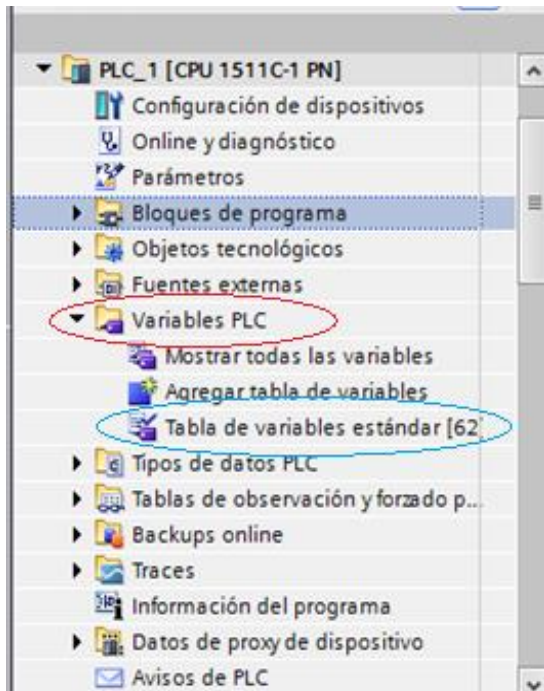 PLC_1 [CPU 1511C-1 PN]
Configuración de dispositivos
Online y diagnóstico
Parámetros
Bloques de programa
Objetos tecnológicos
Fuentes externas
Variables PLC
Mostrar todas las variables
Agregar tabla de variables
Tabla de variables estándar [62]
Tipos de datos PLC
Tablas de observación y forzado p...
Backups online
Traces
Información del programa
Datos de proxy de dispositivo
Avisos de PLC